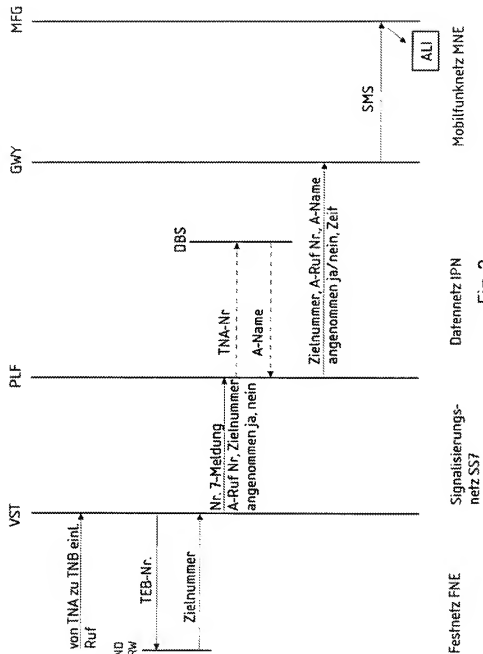 VST
PLF
DBS
GWY
MFG
von TNA zu TNB einl.
Ruf
ND
RW
TEB-Nr.
Zielnummer
Nr. 7-Meldung
A-Ruf Nr, Zielnummer
angenommen ja, nein
TNA-Nr
A-Name
Zielnummer, A-Ruf Nr., A-Name
angenommen ja/nein, Zeit
SMS
ALI
Festnetz FNE
Signalisierungs-
netz SS7
Datennetz IPN
Mobilfunknetz MNE